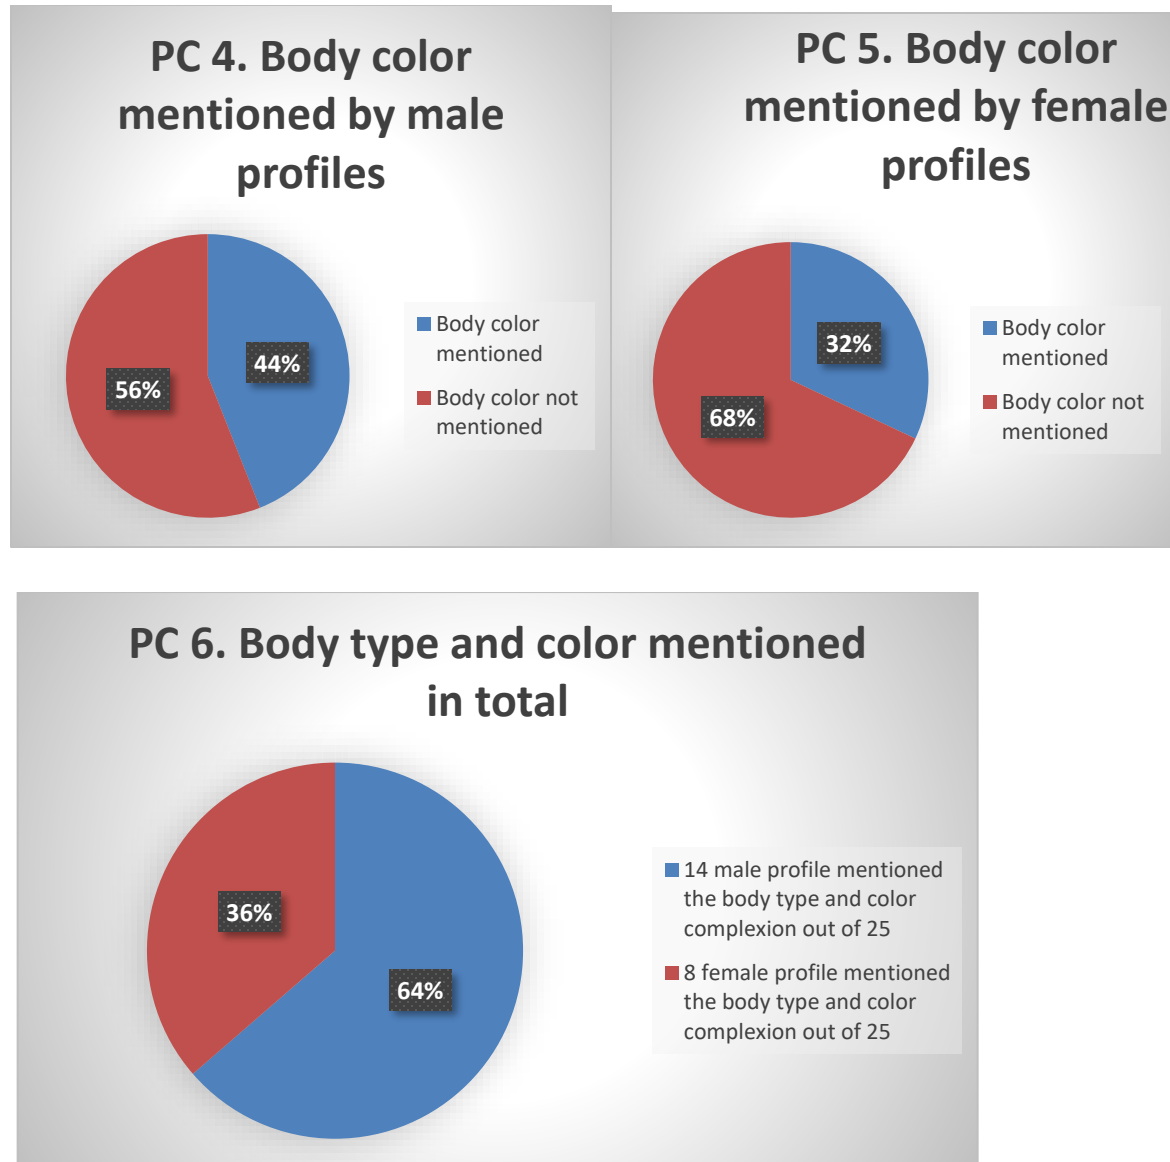 PC 4. Body color
mentioned by male
profiles
44%
56%
Body color
mentioned
Body color not
mentioned
PC 5. Body color
mentioned by female
profiles
32%
68%
Body color
mentioned
Body color not
mentioned
PC 6. Body type and color mentioned
in total
36%
64%
14 male profile mentioned
the body type and color
complexion out of 25
8 female profile mentioned
the body type and color
complexion out of 25